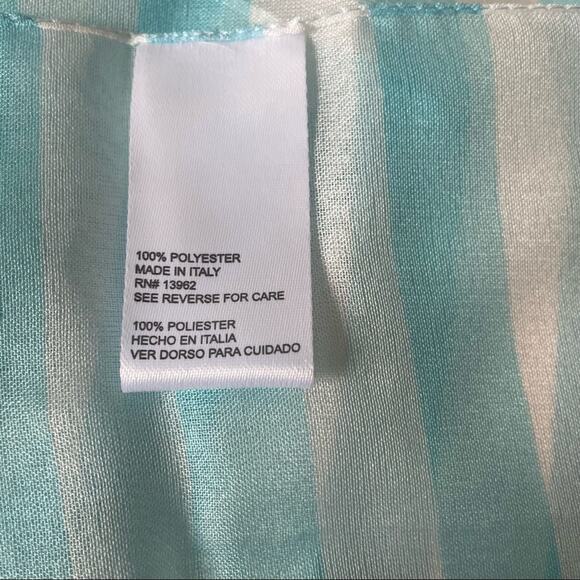 100% POLYESTER
MADE IN ITALY
RN# 13962
SEE REVERSE FOR CARE
100% POLIESTER
HECHO EN ITALIA
VER DORSO PARA CUIDADO